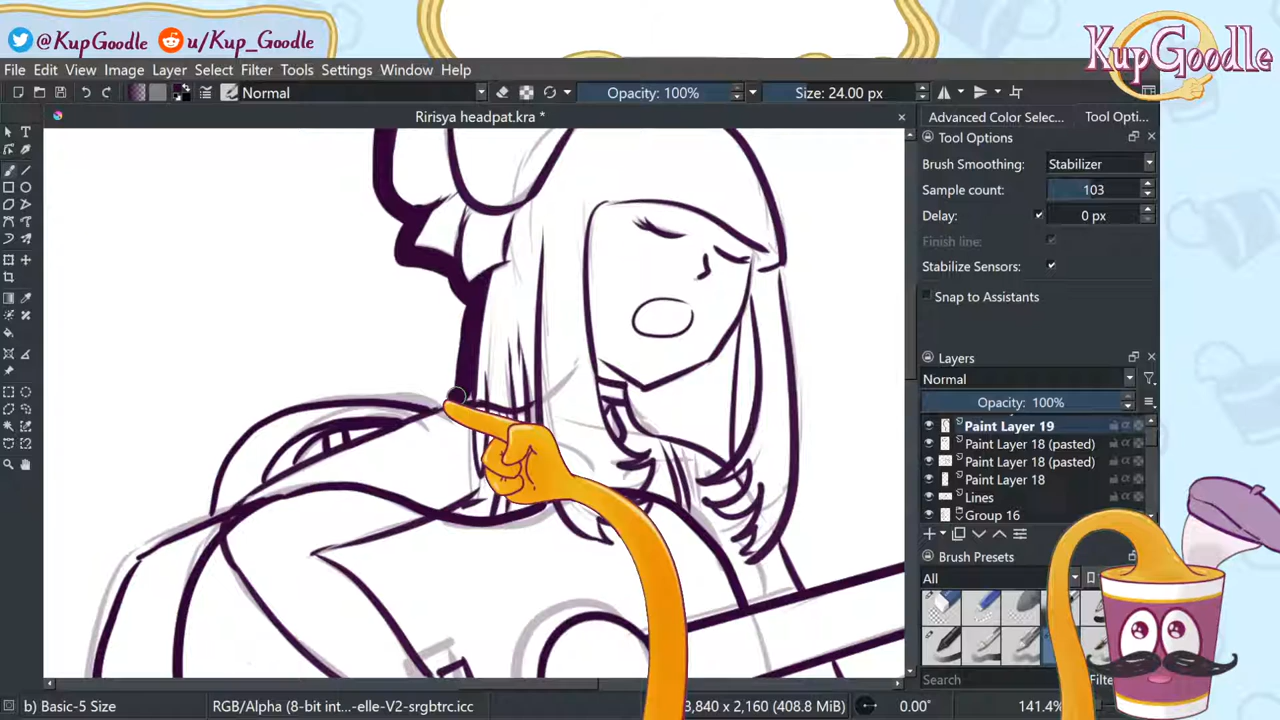 @KupGoodle u/Kup_Goodle
KupGoodle
File Edit View Image Layer Select Filter Tools Settings Window Help
Normal Opacity: 100% Size: 24.00 px
Ririsya headpat.kra *
Advanced Color Selec... Tool Opti...
Tool Options
Brush Smoothing: Stabilizer
Sample count: 103
Delay: 0 px
Finish line:
Stabilize Sensors:
Snap to Assistants
Layers
Normal
Opacity: 100%
Paint Layer 19
Paint Layer 18 (pasted)
Paint Layer 18 (pasted)
Paint Layer 18
Lines
Group 16
Brush Presets
All
Search
b) Basic-5 Size RGB/Alpha (8-bit int...-elle-V2-srgbtrc.icc 3,840 x 2,160 (408.8 MiB) 0.00° 141.4%